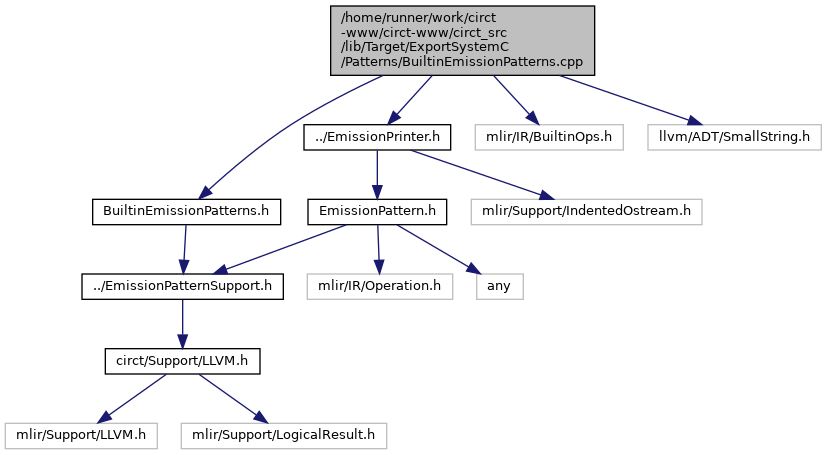 /home/runner/work/circt
-www/circt-www/circt_src
/lib/Target/ExportSystemC
/Patterns/BuiltinEmissionPatterns.cpp
../EmissionPrinter.h
mlir/IR/BuiltinOps.h
llvm/ADT/SmallString.h
BuiltinEmissionPatterns.h
EmissionPattern.h
mlir/Support/IndentedOstream.h
../EmissionPatternSupport.h
mlir/IR/Operation.h
any
circt/Support/LLVM.h
mlir/Support/LLVM.h
mlir/Support/LogicalResult.h